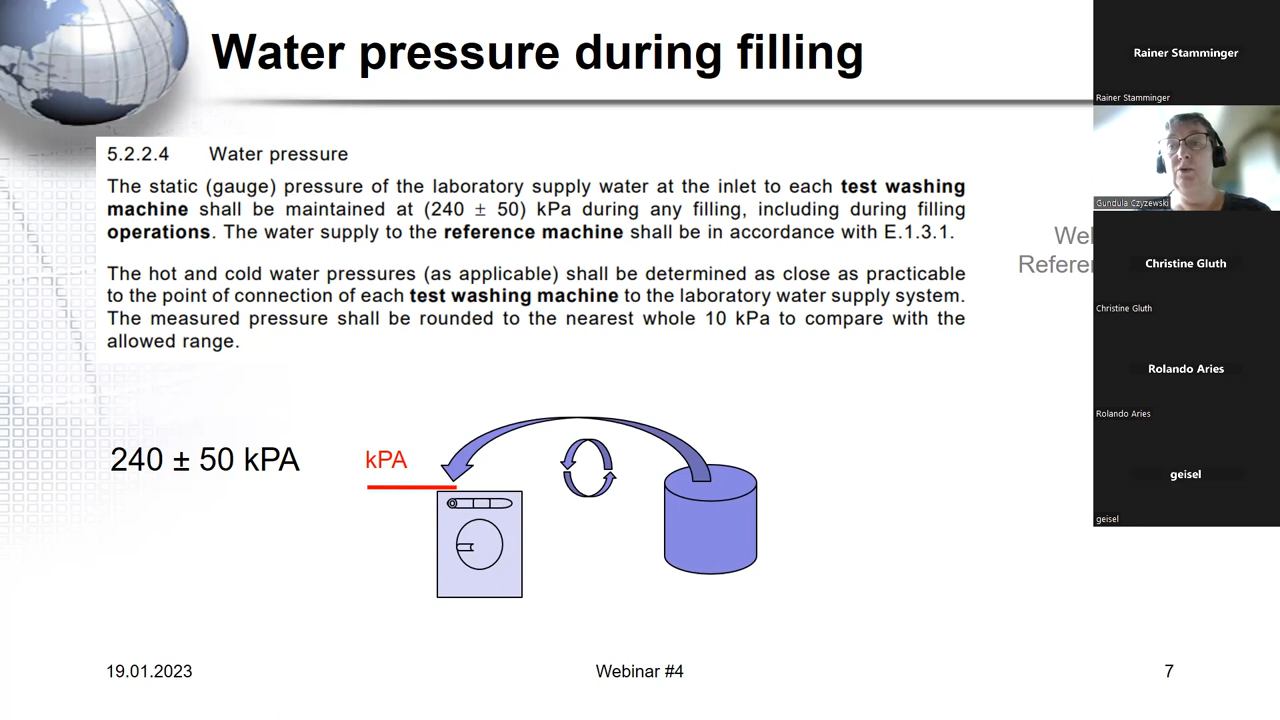 Water pressure during filling
5.2.2.4 Water pressure
The static (gauge) pressure of the laboratory supply water at the inlet to each test washing
machine shall be maintained at (240 ± 50) kPa during any filling, including during filling
operations. The water supply to the reference machine shall be in accordance with E.1.3.1.
The hot and cold water pressures (as applicable) shall be determined as close as practicable
to the point of connection of each test washing machine to the laboratory water supply system.
The measured pressure shall be rounded to the nearest whole 10 kPa to compare with the
allowed range.
240 ± 50 kPA
kPA
19.01.2023
Webinar #4
7
Rainer Stamminger
Rainer Stamminger
Gundula Czyzewski
Christine Gluth
Christine Gluth
Rolando Aries
Rolando Aries
geisel
geisel